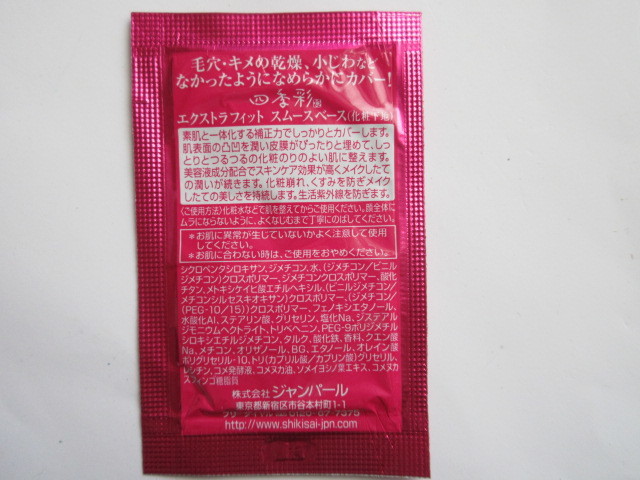 毛穴・キメの乾燥、小じわなど
なかったようになめらかにカバー！
四季彩
エクストラフィット スムースベース(化粧下地)
素肌と一体化する補正力でしっかりとカバーします。
肌表面の凸凹を潤い皮膜がぴったりと埋めて、しっ
とりとつるつるの化粧のりのよい肌に整えます。
美容液成分配合でスキンケア効果が高くメイクしたて
の潤いが続きます。化粧崩れ、くすみを防ぎメイク
したての美しさを持続します。生活紫外線を防ぎます。
〈ご使用方法〉化粧水などで肌を整えてからご使用ください。顔全体に
ムラにならないように、よくなじむまで丁寧にのばしてください。
＊お肌に異常が生じていないかよく注意して使用
してください。
＊お肌に合わない時は、ご使用をおやめください。
シクロペンタシロキサン、ジメチコン、水、(ジメチコン/ビニル
ジメチコン)クロスポリマー、ジメチコンクロスポリマー、酸化
チタン、メトキシケイヒ酸エチルヘキシル、(ビニルジメチコン/
メチコンシルセスキオキサン)クロスポリマー、(ジメチコン/
(PEG-10/15))クロスポリマー、フェノキシエタノール、
水酸化Al、ステアリン酸、グリセリン、塩化Na、ジステアル
ジモニウムヘクトライト、トリベヘニン、PEG-9ポリジメチル
シロキシエチルジメチコン、タルク、酸化鉄、香料、クエン酸
Na、メチコン、オリザノール、BG、エタノール、オレイン酸
ポリグリセリル-10、トリ(カプリル酸/カプリン酸)グリセリル、
レシチン、コメ発酵液、コメヌカ油、ソメイヨシノ葉エキス、コメヌカ
スフィンゴ糖脂質
株式会社 ジャンパール
東京都新宿区市谷本村町1-1
フリーダイヤル 0120-87-7375
http://www.shikisai-jpn.com